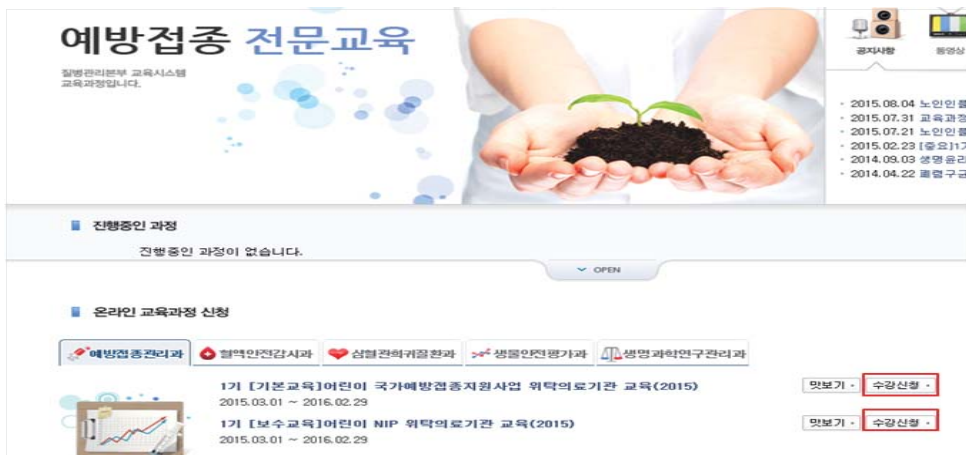 예방접종 전문교육
질병관리본부 교육시스템
교육과정입니다.
공지사항
동영상
2015.08.04 노인인플
2015.07.31 교육과정
2015.07.21 노인인플
2015.02.23 [중요]1기
2014.09.03 생명윤리
2014.04.22 폐렴구균
진행중인 과정
진행중인 과정이 없습니다.
OPEN
온라인 교육과정 신청
예방접종관리과 혈액안전감시과 심혈관희귀질환과 생물안전평가과 생명과학연구관리과
1기 [기본교육]어린이 국가예방접종지원사업 위탁의료기관 교육(2015) 맛보기 수강신청
2015.03.01 ~ 2016.02.29
1기 [보수교육]어린이 NIP 위탁의료기관 교육(2015) 맛보기 수강신청
2015.03.01 ~ 2016.02.29